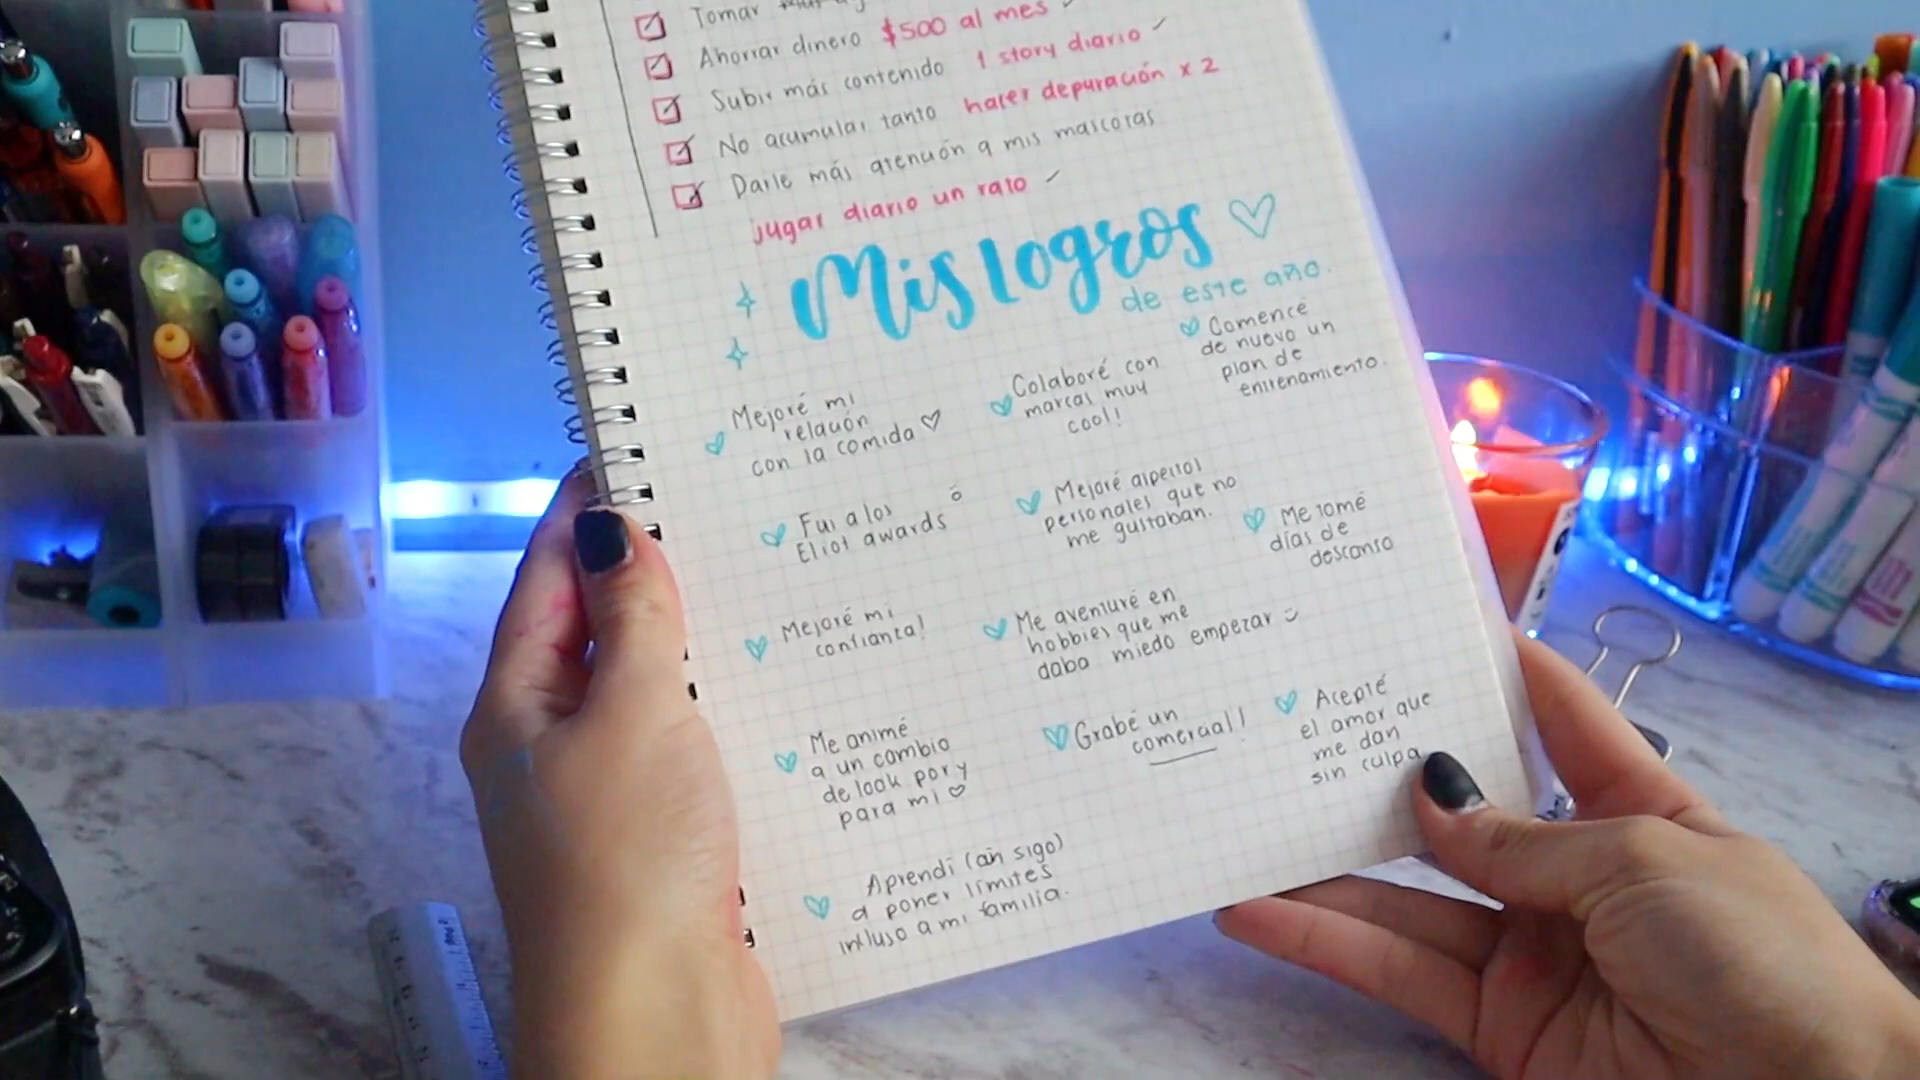 Tomar
Ahorrar dinero $500 al mes ✓
Subir más contenido 1 story diario ✓
No acumular tanto hacer depuración x 2
Darle más atención a mis mascotas
jugar diario un rato ✓
Mis logros
de este año.
Mejoré mi
relación
con la comida
Colaboré con
marcas muy
cool!
Comencé
de nuevo un
plan de
entrenamiento.
Fui a los
Eliot awards
Mejoré aspectos
personales que no
me gustaban.
Me tomé
días de
descanso
Mejoré mi
confianza!
Me aventuré en
hobbies que me
daba miedo empezar
Me animé
a un cambio
de look por y
para mi
Grabé un
comercial!
Acepté
el amor que
me dan
sin culpa
Aprendí (aún sigo)
a poner límites
incluso a mi familia.